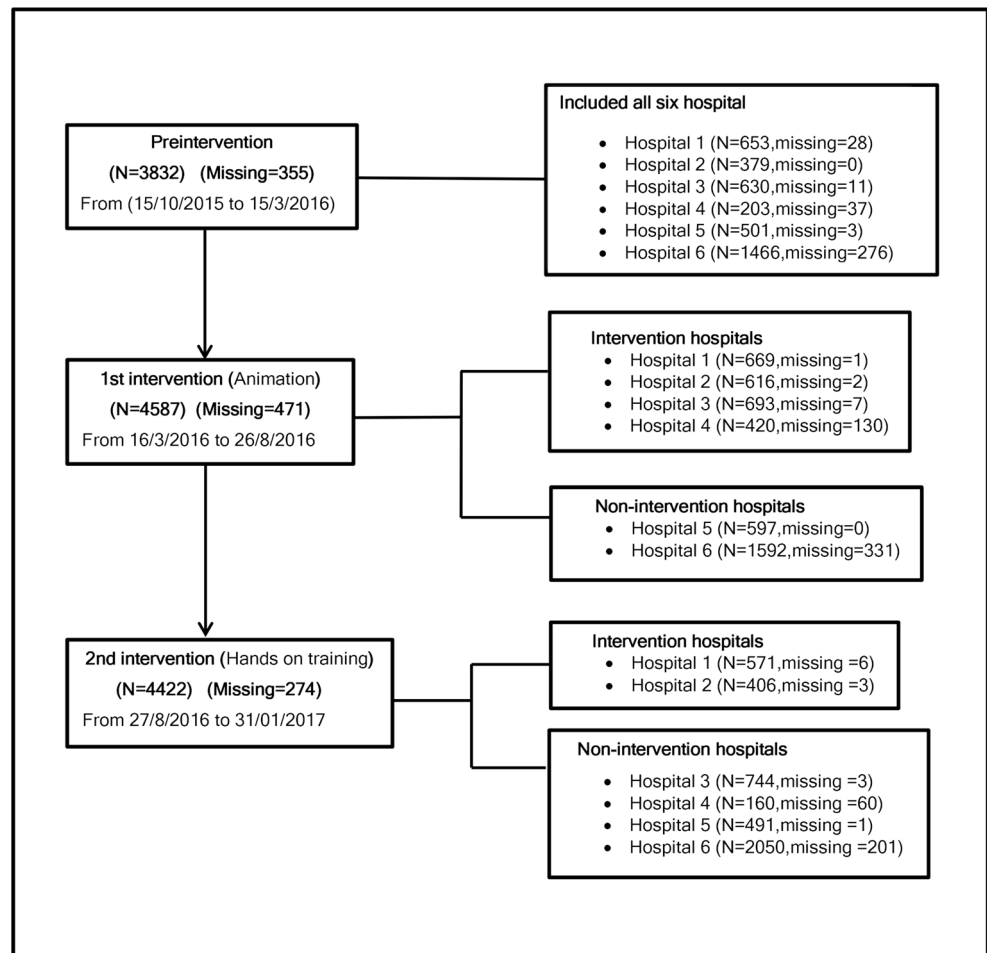 Preintervention
(N=3832) (Missing=355)
From (15/10/2015 to 15/3/2016)
Included all six hospital
• Hospital 1 (N=653,missing=28)
• Hospital 2 (N=379,missing=0)
• Hospital 3 (N=630,missing=11)
• Hospital 4 (N=203,missing=37)
• Hospital 5 (N=501,missing=3)
• Hospital 6 (N=1466,missing=276)
1st intervention (Animation)
(N=4587) (Missing=471)
From 16/3/2016 to 26/8/2016
Intervention hospitals
• Hospital 1 (N=669,missing=1)
• Hospital 2 (N=616,missing=2)
• Hospital 3 (N=693,missing=7)
• Hospital 4 (N=420,missing=130)
Non-intervention hospitals
• Hospital 5 (N=597,missing=0)
• Hospital 6 (N=1592,missing=331)
2nd intervention (Hands on training)
(N=4422) (Missing=274)
From 27/8/2016 to 31/01/2017
Intervention hospitals
• Hospital 1 (N=571,missing =6)
• Hospital 2 (N=406,missing =3)
Non-intervention hospitals
• Hospital 3 (N=744,missing =3)
• Hospital 4 (N=160,missing =60)
• Hospital 5 (N=491,missing =1)
• Hospital 6 (N=2050,missing =201)